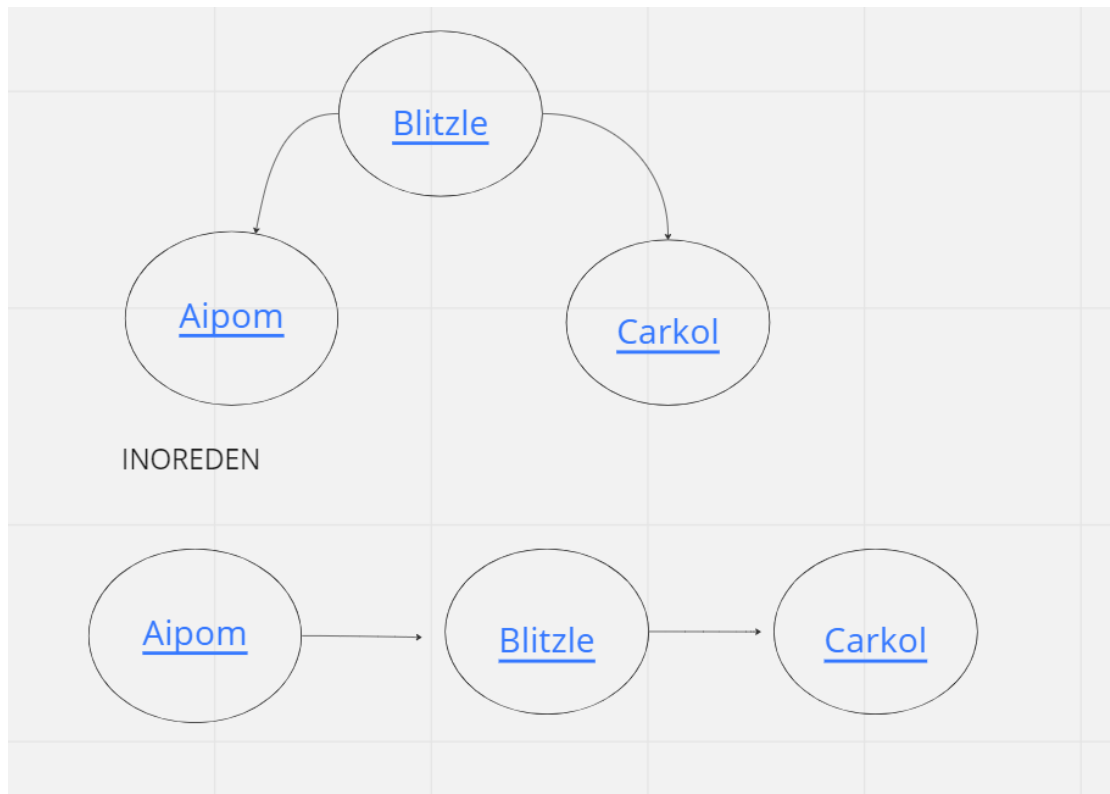 Blitzle
Aipom
Carkol
INOREDEN
Aipom
Blitzle
Carkol